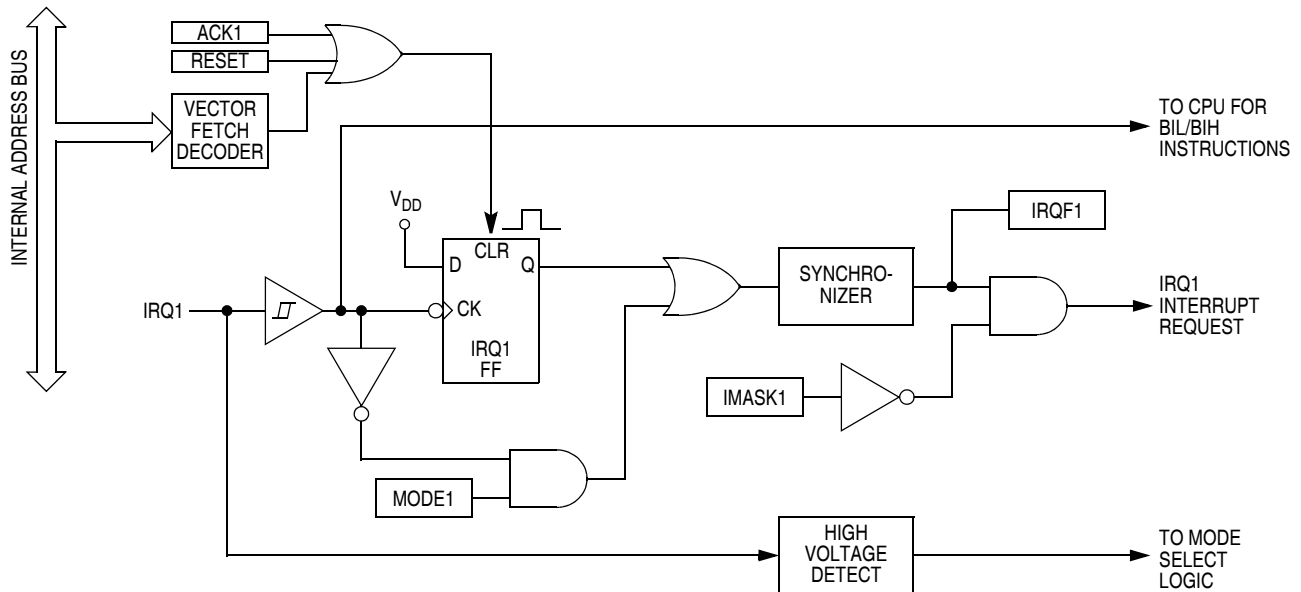 INTERNAL ADDRESS BUS
ACK1
RESET
VECTOR
FETCH
DECODER
TO CPU FOR
BIL/BIH
INSTRUCTIONS
VDD
D
CLR
Q
CK
IRQ1
FF
IRQ1
SYNCHRO-
NIZER
IRQF1
IRQ1
INTERRUPT
REQUEST
IMASK1
MODE1
HIGH
VOLTAGE
DETECT
TO MODE
SELECT
LOGIC